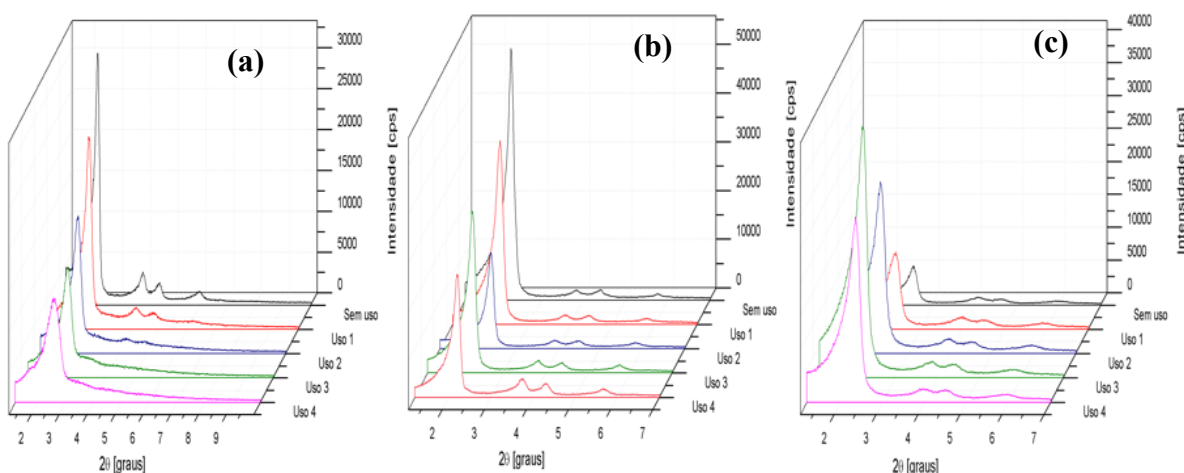 (a)
30000
25000
20000
15000
10000
5000
0
Intensidade [cps]
Sem uso
Uso 1
Uso 2
Uso 3
Uso 4
2 3 4 5 6 7 8 9
2θ [graus]
(b)
50000
40000
30000
20000
10000
0
Intensidade [cps]
Sem uso
Uso 1
Uso 2
Uso 3
Uso 4
2 3 4 5 6 7
2θ [graus]
(c)
40000
35000
30000
25000
20000
15000
10000
5000
0
Intensidade [cps]
Sem uso
Uso 1
Uso 2
Uso 3
Uso 4
2 3 4 5 6 7
2θ [graus]